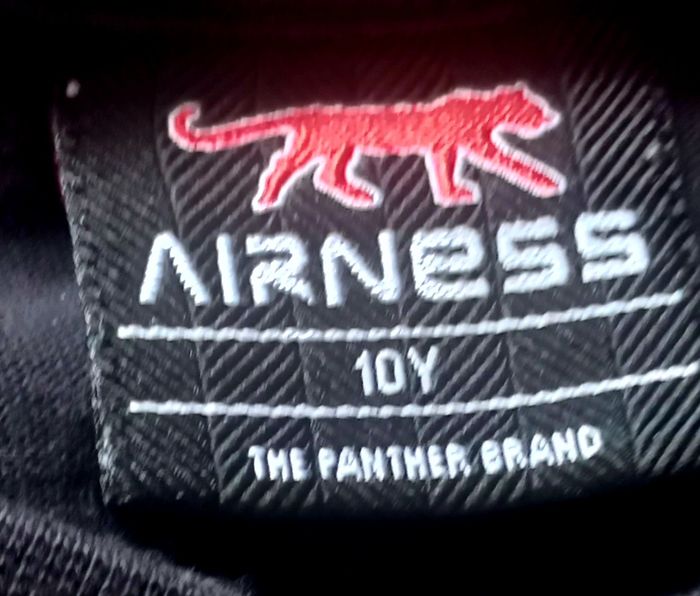 AIRNESS
10Y
THE PANTHER BRAND